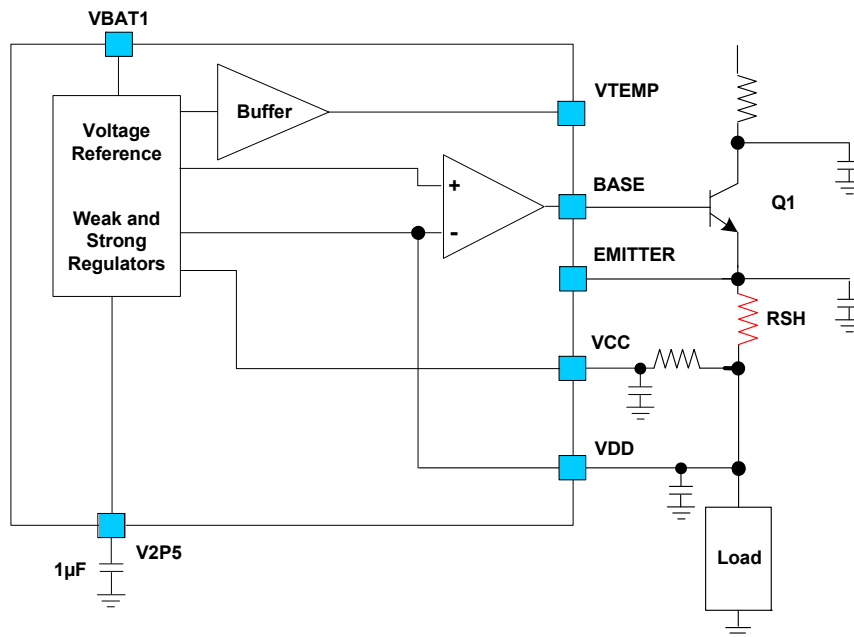 VBAT1
Buffer
VTEMP
Voltage
Reference
+
BASE
Q1
Weak and
Strong
Regulators
-
EMITTER
RSH
VCC
VDD
V2P5
1µF
Load